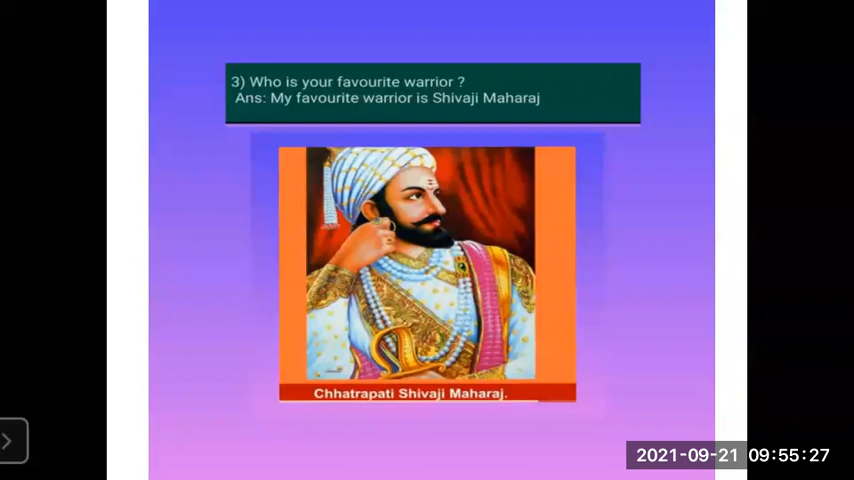 3) Who is your favourite warrior ?
Ans: My favourite warrior is Shivaji Maharaj
Chhatrapati Shivaji Maharaj.
2021-09-21 09:55:27